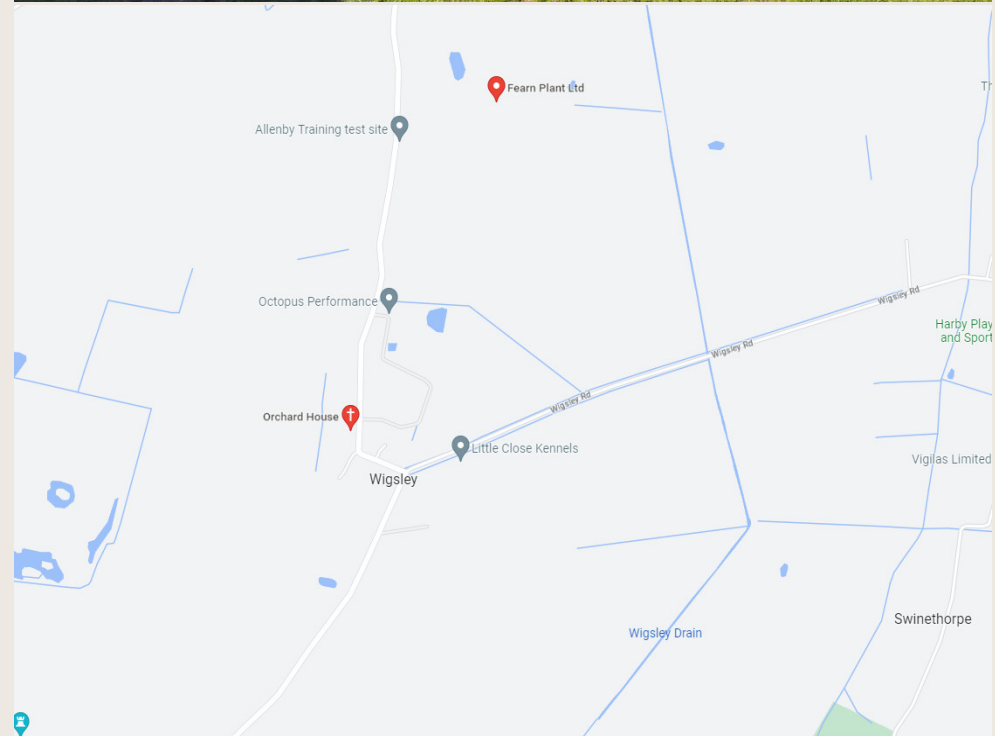 Fearn Plant Ltd
Allenby Training test site
Octopus Performance
Wigsley Rd
Harby Play
and Sport
Wigsley Rd
Wigsley Rd
Orchard House
Little Close Kennels
Vigilas Limited
Wigsley
Swinethorpe
Wigsley Drain